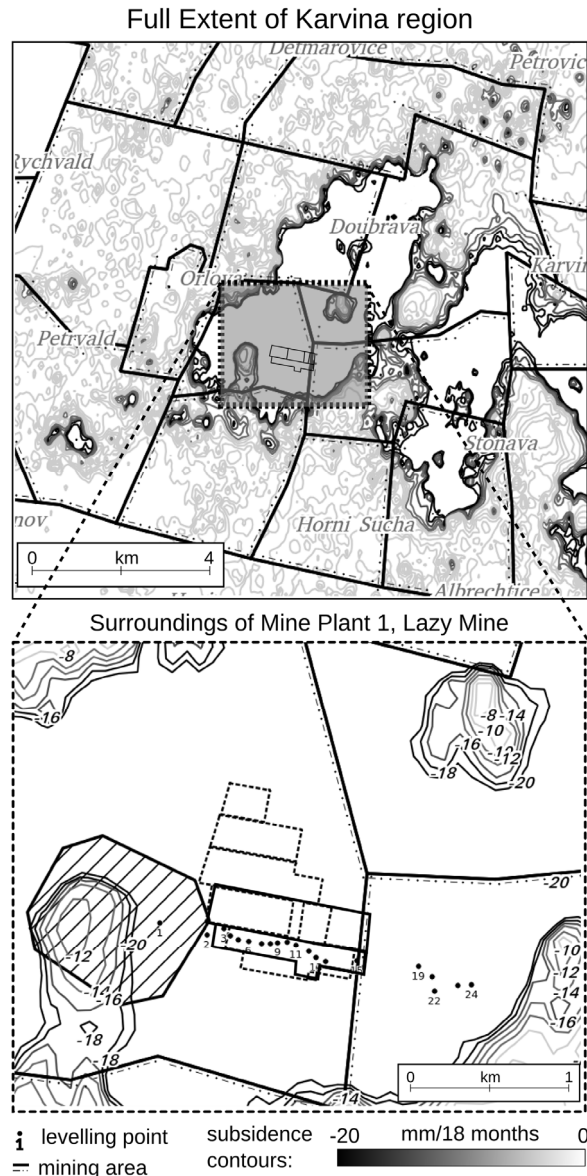 Full Extent of Karvina region
Detmarovice
Petrovic
Rychvald
Doubrava
Orlova
Karvin
Petrvald
Stonava
nov
Horni Sucha
0 km 4
Albrechtice
Surroundings of Mine Plant 1, Lazy Mine
-8
-16
-8 -14
-10
-16
-12
-18
-20
-20
1
-12
-20
2
3
6
9
11
-10
-12
-14
-16
19
22
24
-14
-16
-18
-18
0 km 1
-14
1 levelling point
mining area
subsidence
contours:
-20 mm/18 months 0